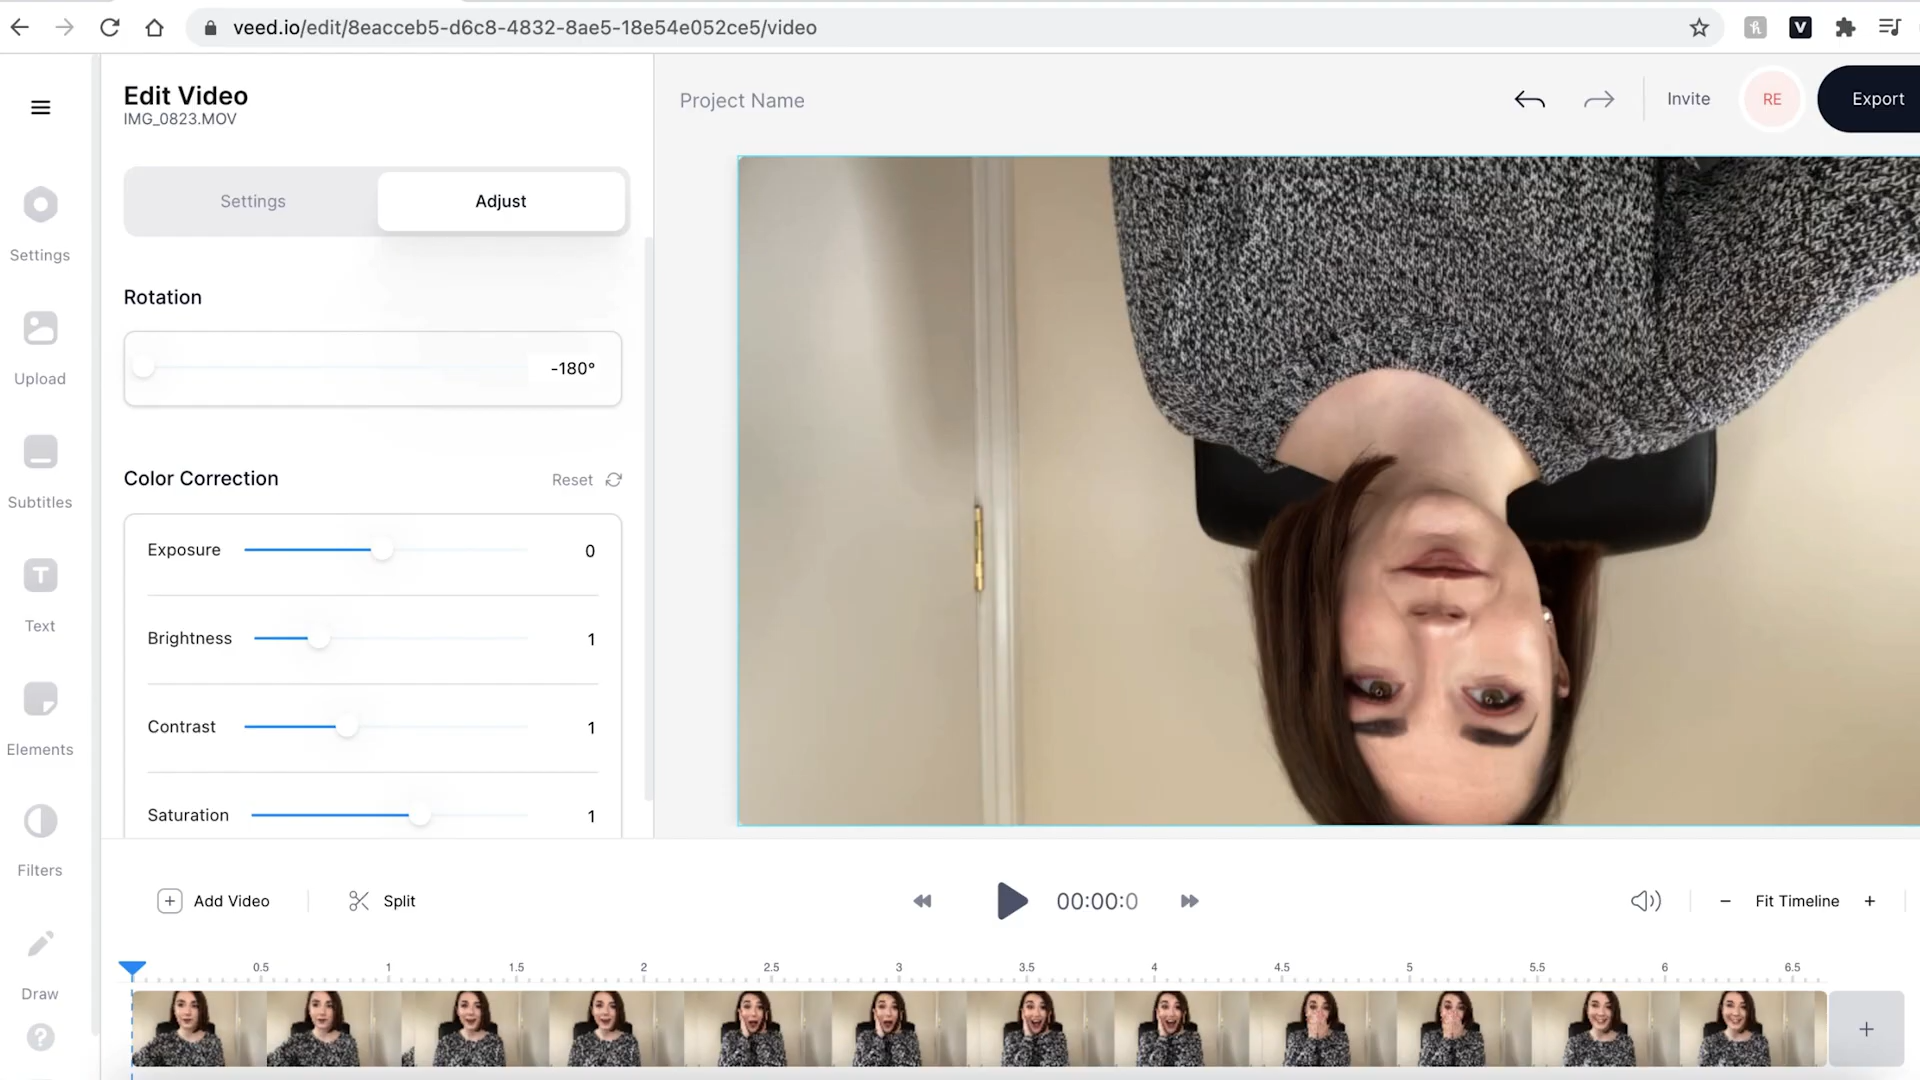 veed.io/edit/8eacceb5-d6c8-4832-8ae5-18e54e052ce5/video
Edit Video
IMG_0823.MOV
Project Name
Invite
RE
Export
Settings
Adjust
Settings
Upload
Subtitles
Text
Elements
Filters
Draw
Rotation
-180°
Color Correction
Reset
Exposure 0
Brightness 1
Contrast 1
Saturation 1
Add Video
Split
00:00:0
Fit Timeline
0.5 1 1.5 2 2.5 3 3.5 4 4.5 5 5.5 6 6.5